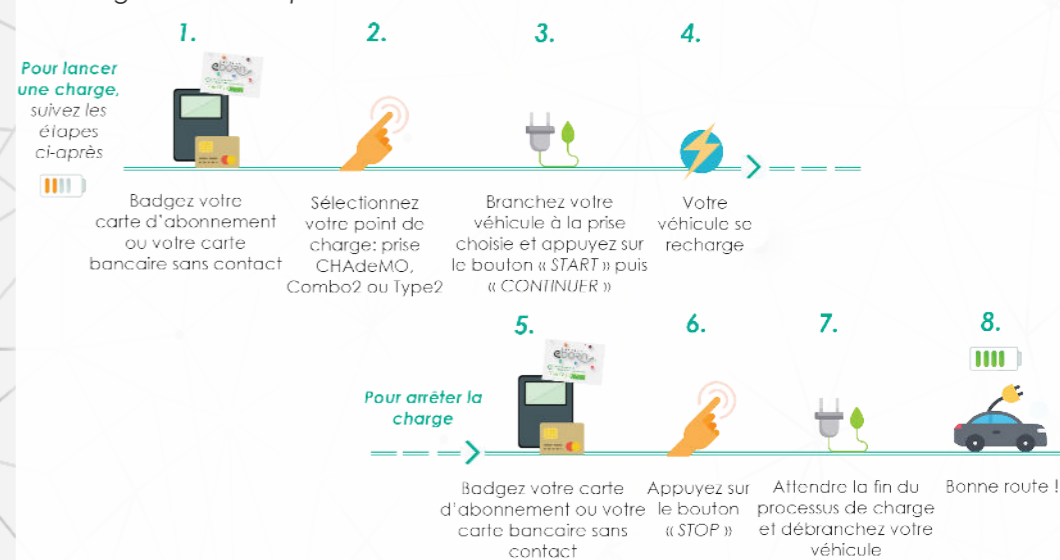 1.
2.
3.
4.
Pour lancer
une charge,
suivez les
étapes
ci-après
Badgez votre
carte d'abonnement
ou votre carte
bancaire sans contact
Sélectionnez
votre point de
charge: prise
CHAdeMO,
Combo2 ou Type2
Branchez votre
véhicule à la prise
choisie et appuyez sur
le bouton « START » puis
« CONTINUER »
Votre
véhicule se
recharge
5.
6.
7.
8.
eborn
Pour arrêter la
charge
Badgez votre carte
d'abonnement ou votre
carte bancaire sans
contact
Appuyez sur
le bouton
« STOP »
Attendre la fin du
processus de charge
et débranchez votre
véhicule
Bonne route !